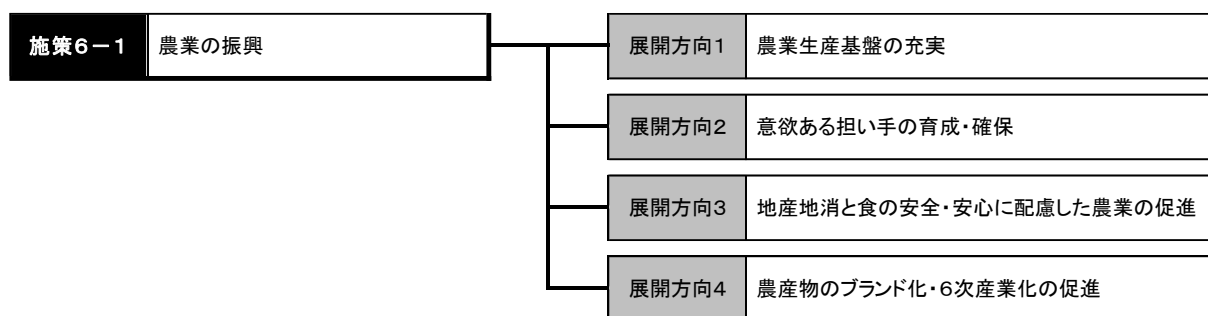 施策6－1 農業の振興
展開方向1 農業生産基盤の充実
展開方向2 意欲ある担い手の育成・確保
展開方向3 地産地消と食の安全・安心に配慮した農業の促進
展開方向4 農産物のブランド化・6次産業化の促進